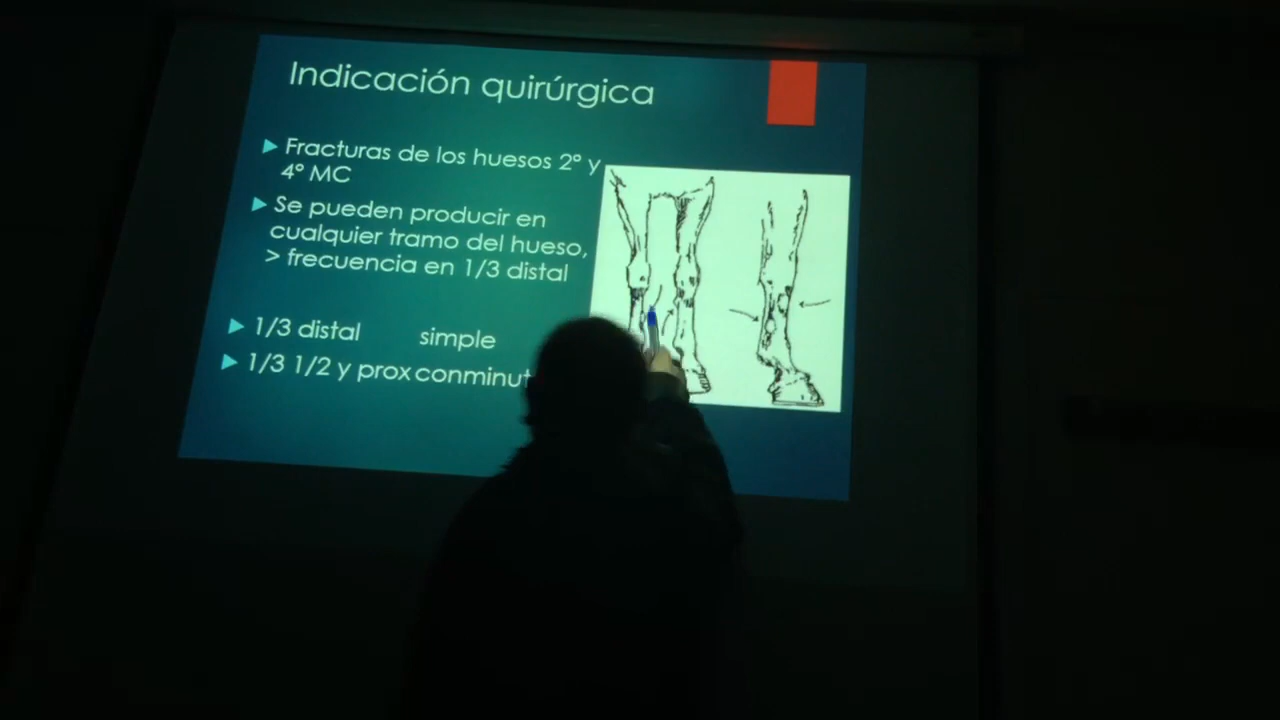 Indicación quirúrgica
Fracturas de los huesos 2º y
4º MC
Se pueden producir en
cualquier tramo del hueso,
> frecuencia en 1/3 distal
1/3 distal simple
1/3 1/2 y prox